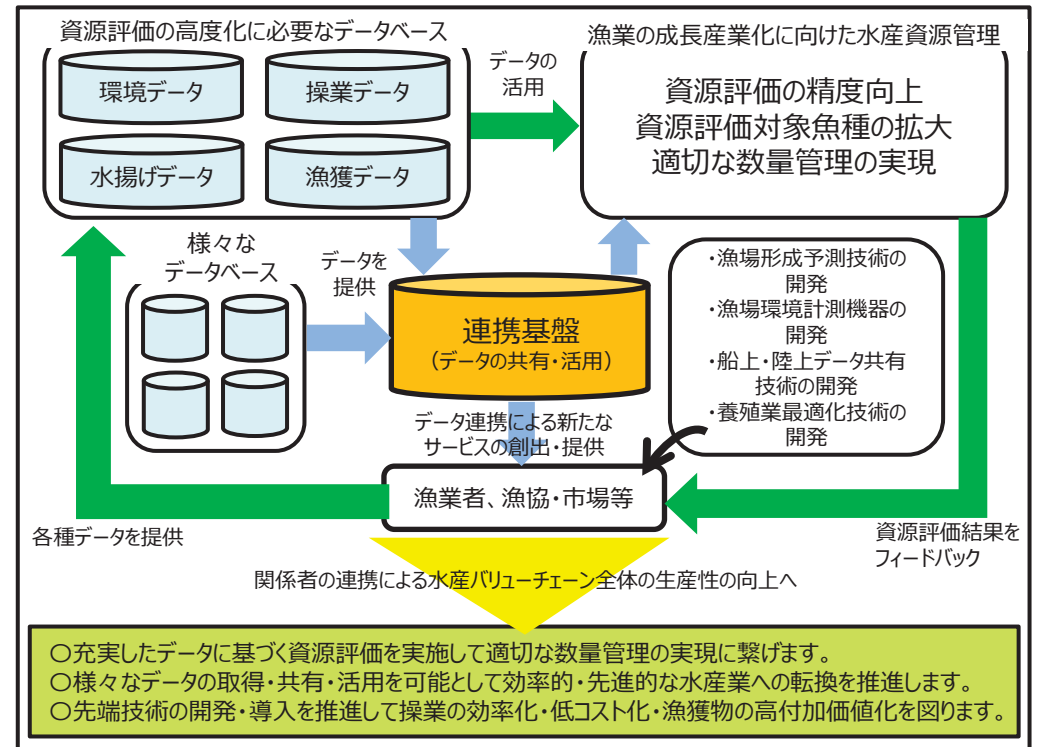 資源評価の高度化に必要なデータベース
環境データ
操業データ
水揚げデータ
漁獲データ
データの
活用
漁業の成長産業化に向けた水産資源管理
資源評価の精度向上
資源評価対象魚種の拡大
適切な数量管理の実現
様々な
データベース
データを
提供
連携基盤
（データの共有・活用）
・漁場形成予測技術の
開発
・漁場環境計測機器の
開発
・船上・陸上データ共有
技術の開発
・養殖業最適化技術の
開発
データ連携による新たな
サービスの創出・提供
漁業者、漁協・市場等
各種データを提供
資源評価結果を
フィードバック
関係者の連携による水産バリューチェーン全体の生産性の向上へ
〇充実したデータに基づく資源評価を実施して適切な数量管理の実現に繋げます。
〇様々なデータの取得・共有・活用を可能として効率的・先進的な水産業への転換を推進します。
〇先端技術の開発・導入を推進して操業の効率化・低コスト化・漁獲物の高付加価値化を図ります。